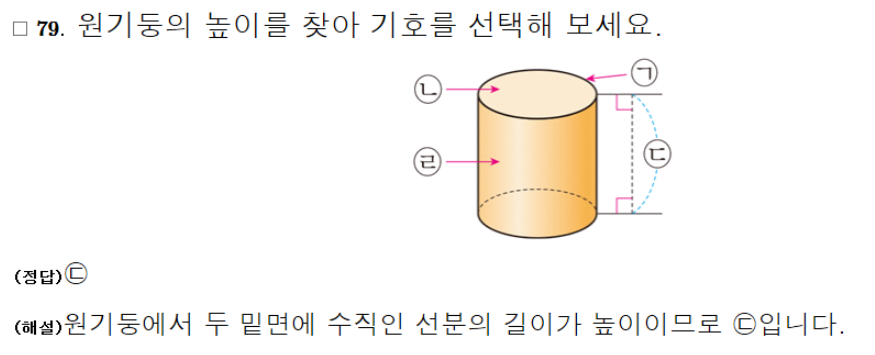 □ 79. 원기둥의 높이를 찾아 기호를 선택해 보세요.
㉠
㉡
㉢
㉣
(정답)㉢
(해설)원기둥에서 두 밑면에 수직인 선분의 길이가 높이이므로 ㉢입니다.